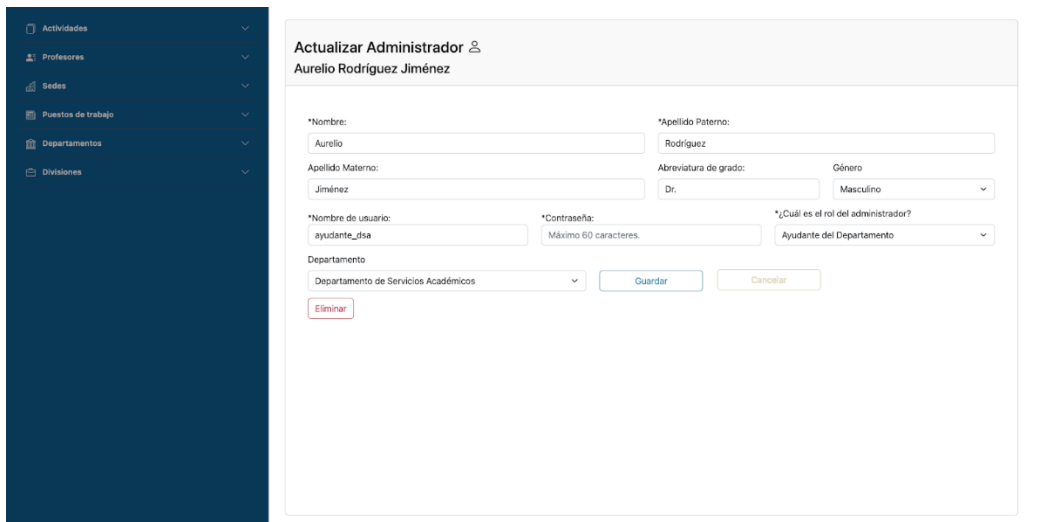 Actividades
Profesores
Sedes
Puestos de trabajo
Departamentos
Divisiones
Actualizar Administrador
Aurelio Rodríguez Jiménez
*Nombre: *Apellido Paterno:
Aurelio Rodríguez
Apellido Materno: Abreviatura de grado: Género
Jiménez Dr. Masculino
*Nombre de usuario: *Contraseña: *¿Cuál es el rol del administrador?
ayudante_dsa Máximo 60 caracteres. Ayudante del Departamento
Departamento
Departamento de Servicios Académicos Guardar Cancelar
Eliminar